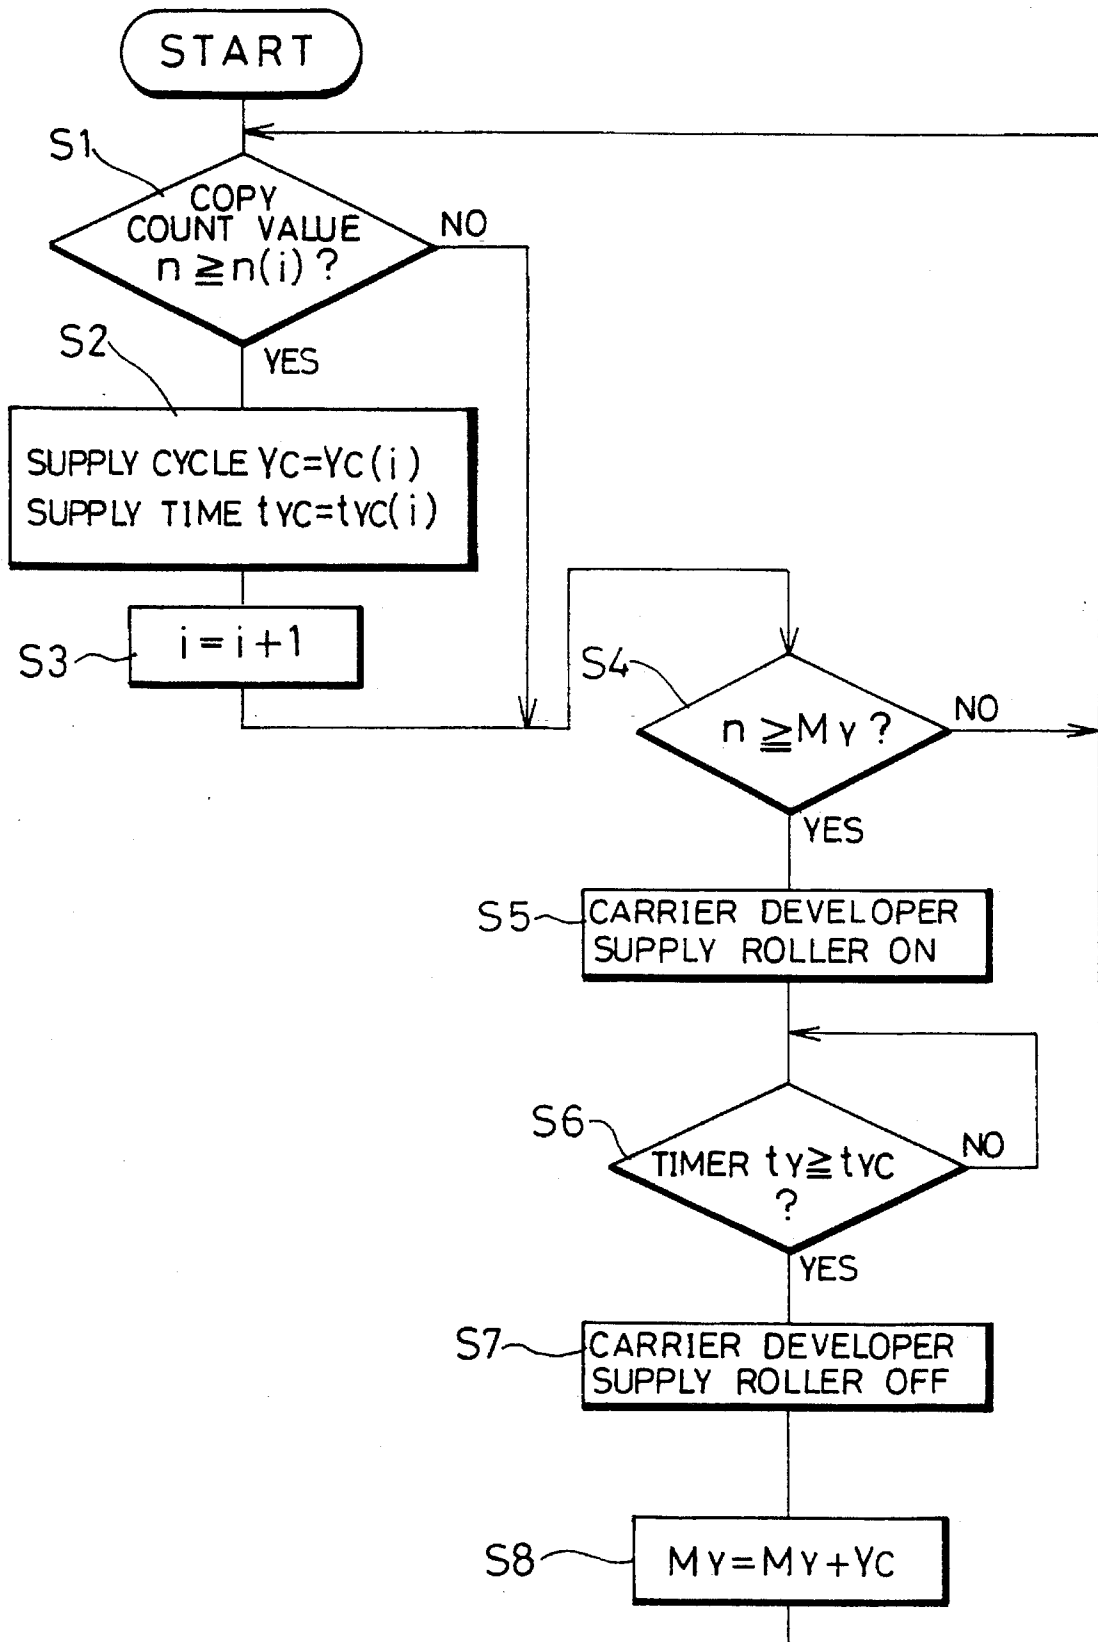 START
S1
COPY
COUNT VALUE
n ≧ n(i) ?
NO
YES
S2
SUPPLY CYCLE YC=YC(i)
SUPPLY TIME tYC=tYC(i)
S3
i = i + 1
S4
n ≧ MY ?
NO
YES
S5
CARRIER DEVELOPER
SUPPLY ROLLER ON
S6
TIMER tY ≧ tYC
?
NO
YES
S7
CARRIER DEVELOPER
SUPPLY ROLLER OFF
S8
MY = MY + YC